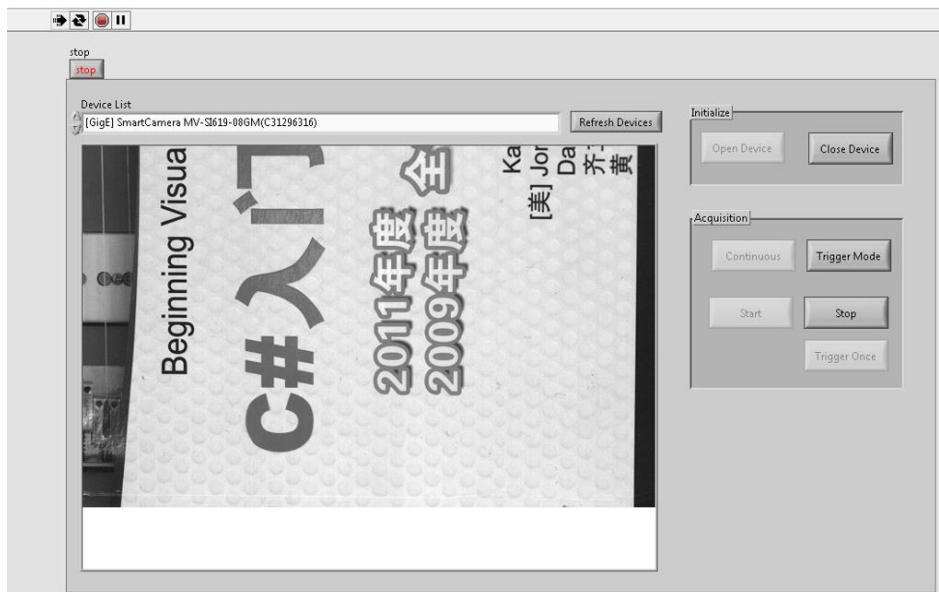 stop
stop
Device List
[GigE] SmartCamera MV-SI619-08GM(C31296316)
Refresh Devices
Initialize
Open Device
Close Device
Acquisition
Continuous
Trigger Mode
Start
Stop
Trigger Once
Beginning Visua
C#入门
2011年度
2009年度 全
Ka
[美] Jor
Da
齐
黄